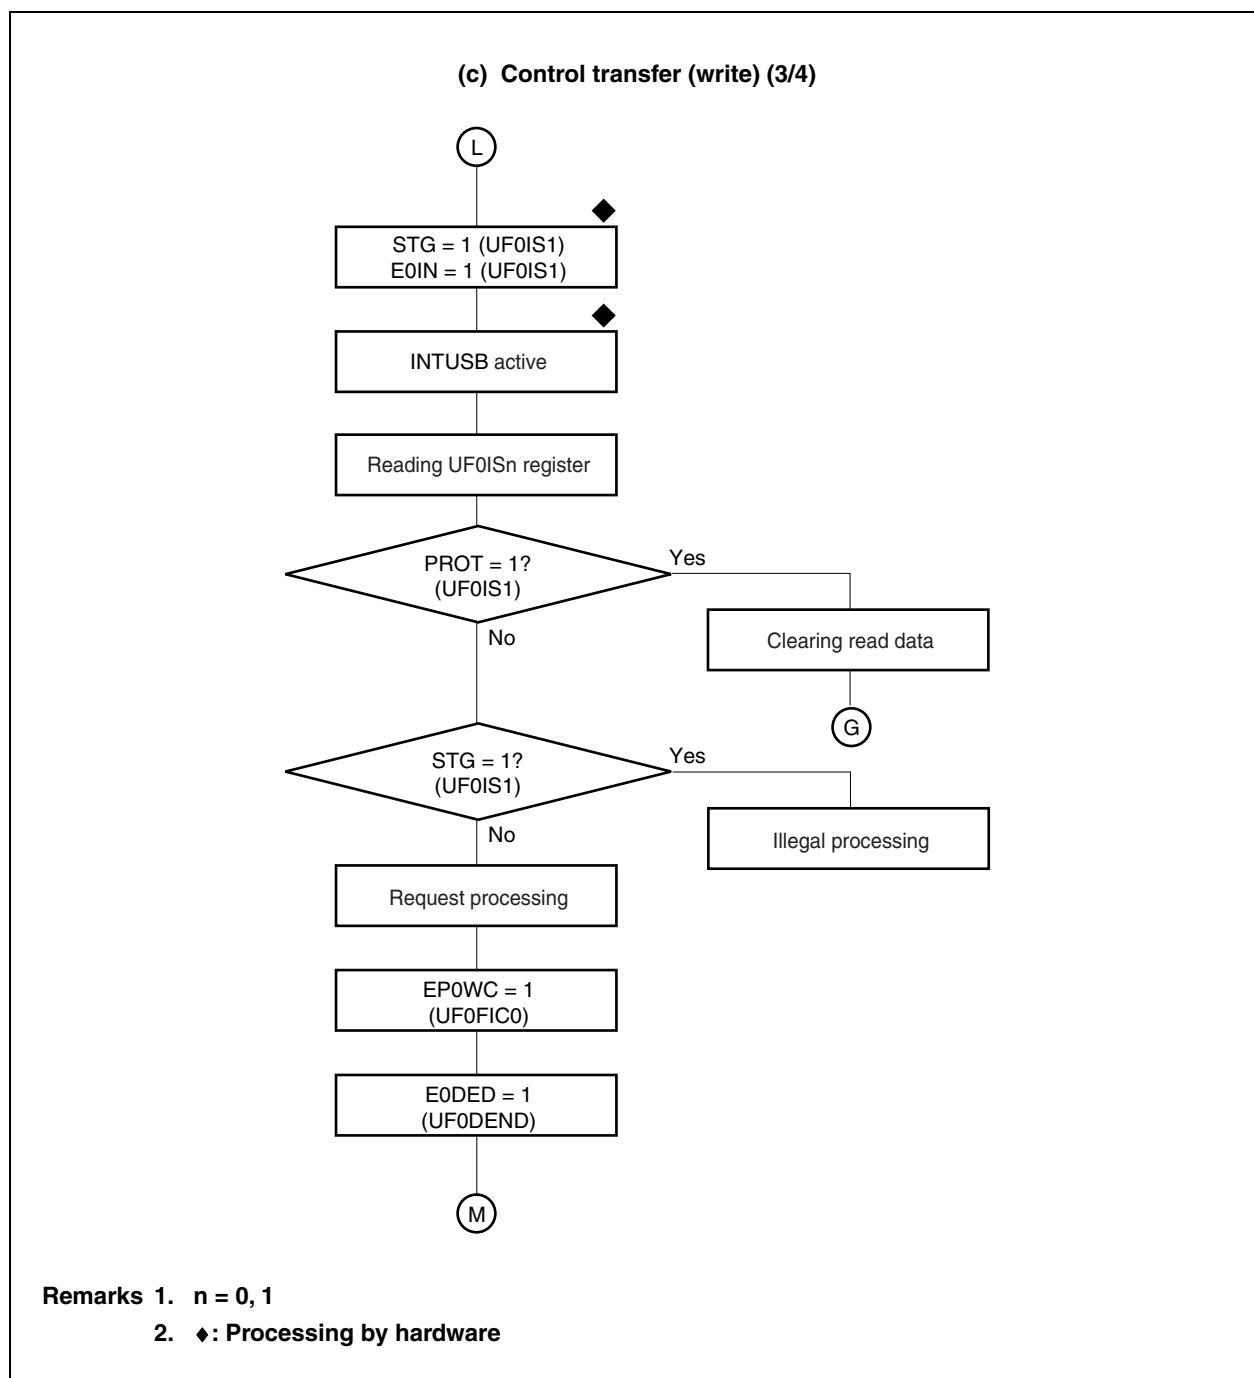 (c) Control transfer (write) (3/4)
L
STG = 1 (UF0IS1)
E0IN = 1 (UF0IS1)
INTUSB active
Reading UF0ISn register
PROT = 1?
(UF0IS1)
Yes
No
Clearing read data
G
STG = 1?
(UF0IS1)
Yes
No
Illegal processing
Request processing
EP0WC = 1
(UF0FIC0)
E0DED = 1
(UF0DEND)
M
Remarks 1. n = 0, 1
2. ♦: Processing by hardware